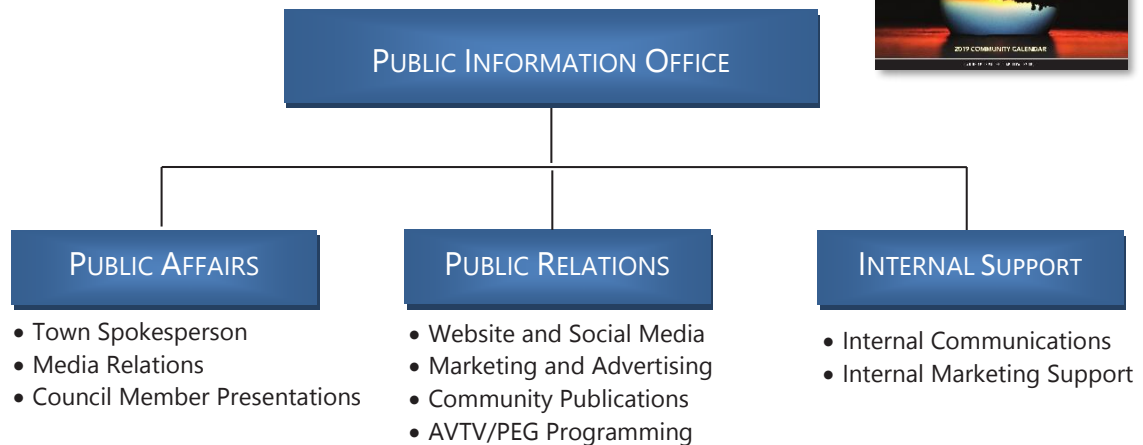 2019 COMMUNITY CALENDAR
PUBLIC INFORMATION OFFICE
PUBLIC AFFAIRS
• Town Spokesperson
• Media Relations
• Council Member Presentations
PUBLIC RELATIONS
• Website and Social Media
• Marketing and Advertising
• Community Publications
• AVTV/PEG Programming
INTERNAL SUPPORT
• Internal Communications
• Internal Marketing Support